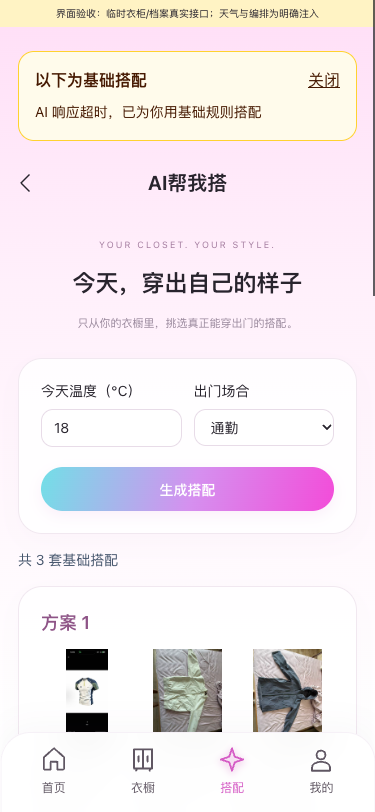 界面验收：临时衣柜/档案真实接口；天气与编排为明确注入
以下为基础搭配
关闭
AI 响应超时，已为你用基础规则搭配
AI帮我搭
YOUR CLOSET. YOUR STYLE.
今天，穿出自己的样子
只从你的衣橱里，挑选真正能穿出门的搭配。
今天温度（°C）
出门场合
18
通勤
生成搭配
共 3 套基础搭配
方案 1
首页
衣橱
搭配
我的